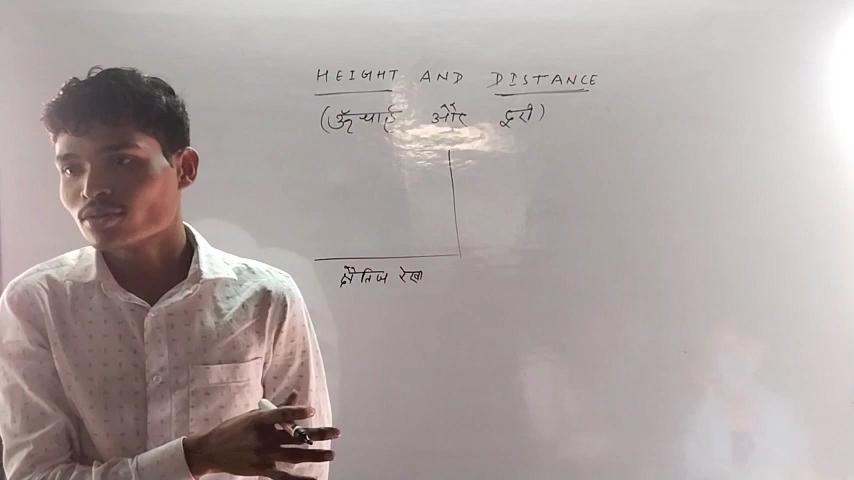 HEIGHT AND DISTANCE
(ऊँचाई और दूरी)
क्षैतिज रेखा